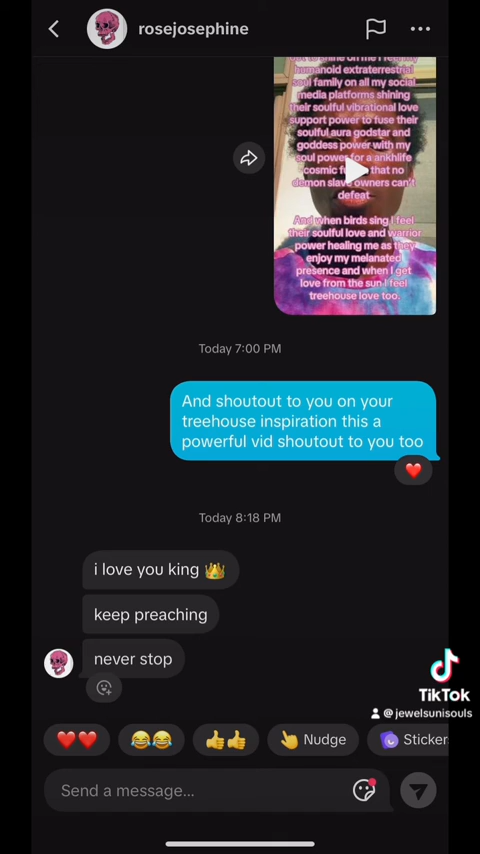 rosejosephine
humanoid extraterrestrial
soul family on all my social
media platforms shining
their soulful vibrational love
support power to fuse their
soulful aura godstar and
goddess power with my
soul power for a ankhlife
cosmic that no
demon slave owners can't
defeat.
And when birds sing I feel
their soulful love and warrior
power healing me as they
enjoy my melanated
presence and when I get
love from the sun I feel
treehouse love too.
Today 7:00 PM
And shoutout to you on your
treehouse inspiration this a
powerful vid shoutout to you too
Today 8:18 PM
i love you king
keep preaching
never stop
TikTok
@jewelsunisouls
Nudge
Sticker
Send a message...